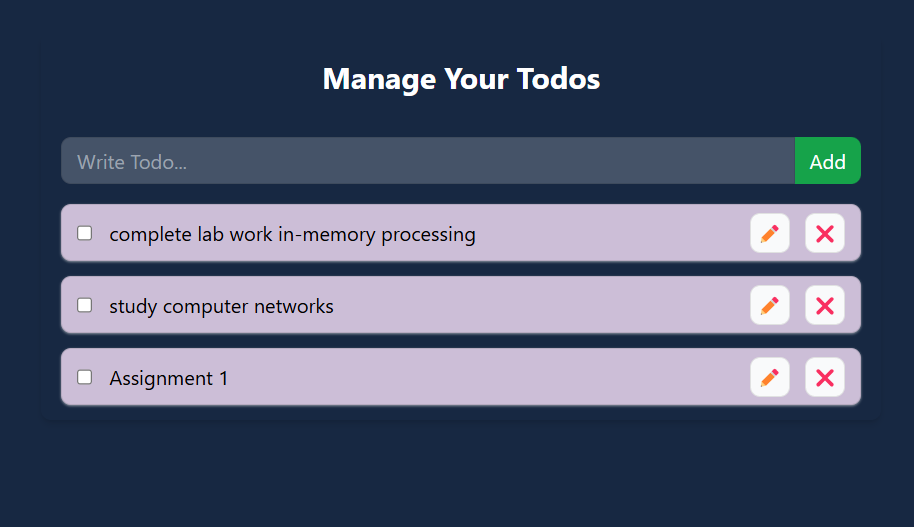 Manage Your Todos
Write Todo...
Add
complete lab work in-memory processing
study computer networks
Assignment 1